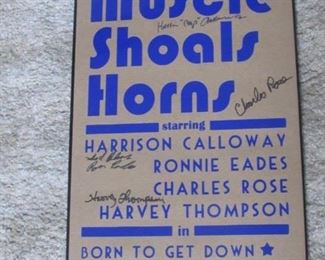 Muscle
Shoals
Horns
Charles Rose
starring
HARRISON CALLOWAY
RONNIE EADES
CHARLES ROSE
Harvey Thompson
HARVEY THOMPSON
in
BORN TO GET DOWN ★